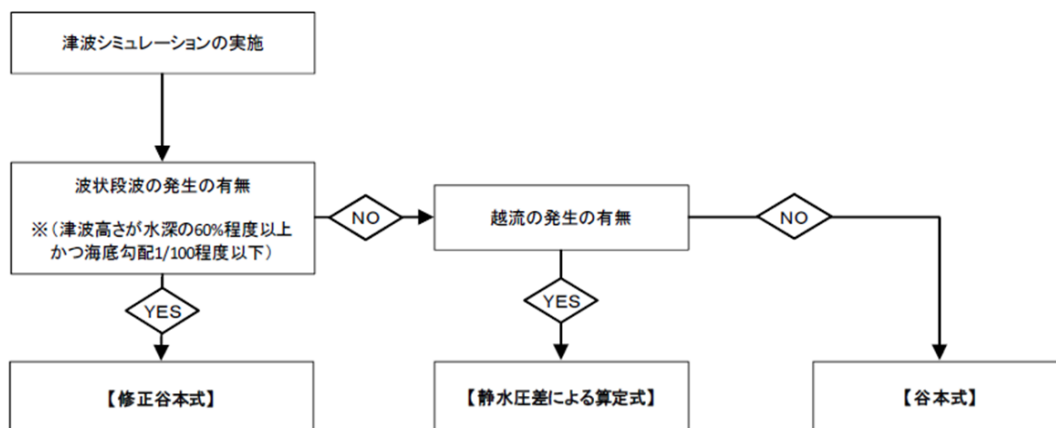 津波シミュレーションの実施
波状段波の発生の有無
※（津波高さが水深の60%程度以上
かつ海底勾配1/100程度以下）
NO
越流の発生の有無
NO
YES
YES
【修正谷本式】
【静水圧差による算定式】
【谷本式】